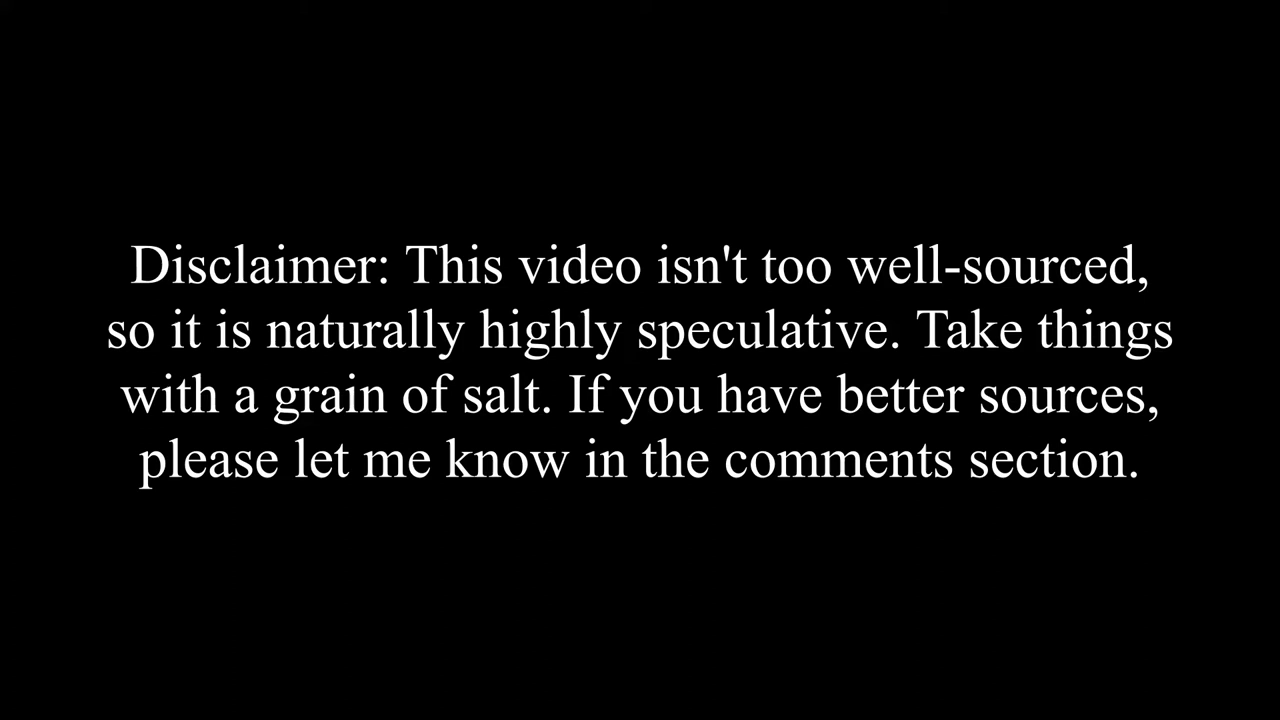 Disclaimer: This video isn't too well-sourced,
so it is naturally highly speculative. Take things
with a grain of salt. If you have better sources,
please let me know in the comments section.